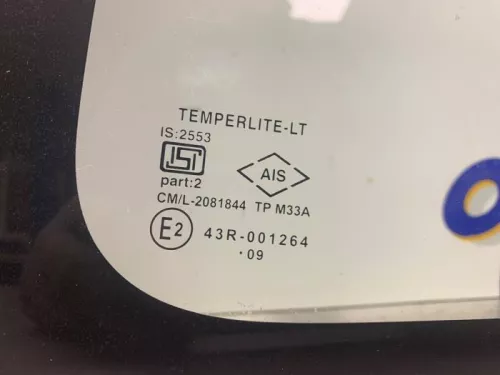 TEMPERLITE-LT
IS:2553
ISI AIS
part:2
CM/L-2081844 TP M33A
E2 43R-001264
·09